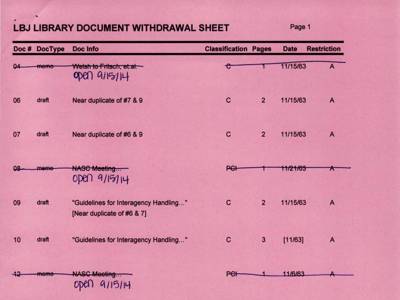 LBJ LIBRARY DOCUMENT WITHDRAWAL SHEET Page 1
Doc # DocType Doc Info Classification Pages Date Restriction
04 memo Welsh to Fritsch, et.al. C 1 11/15/63 A
open 9/15/14
06 draft Near duplicate of #7 & 9 C 2 11/15/63 A
07 draft Near duplicate of #6 & 9 C 2 11/15/63 A
08 memo NASC Meeting... PCI 1 11/21/63 A
open 9/15/14
09 draft "Guidelines for Interagency Handling..." C 2 11/15/63 A
[Near duplicate of #6 & 7]
10 draft "Guidelines for Interagency Handling..." C 3 [11/63] A
12 memo NASC Meeting... PCI 1 11/6/63 A
open 9/15/14